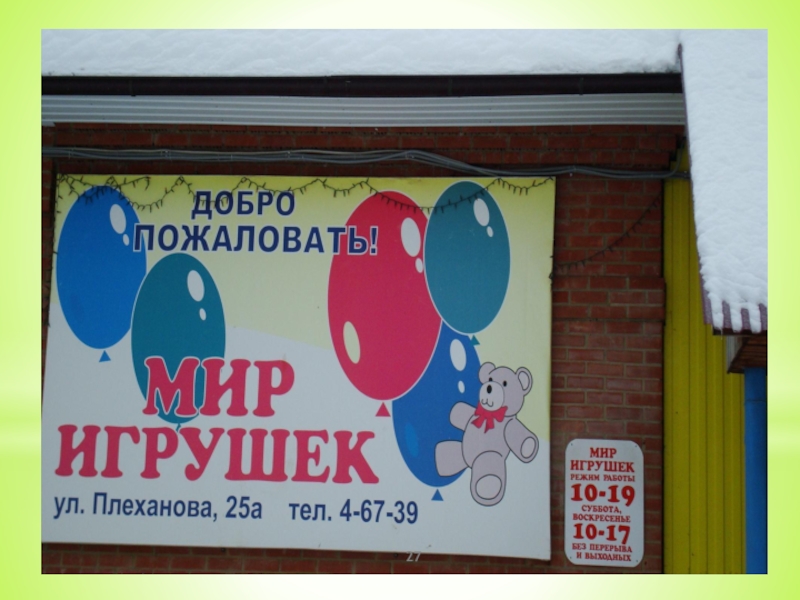 ДОБРО
ПОЖАЛОВАТЬ!
МИР
ИГРУШЕК
ул. Плеханова, 25а тел. 4-67-39
МИР
ИГРУШЕК
РЕЖИМ РАБОТЫ
10-19
СУББОТА,
ВОСКРЕСЕНЬЕ
10-17
БЕЗ ПЕРЕРЫВА
И ВЫХОДНЫХ
27